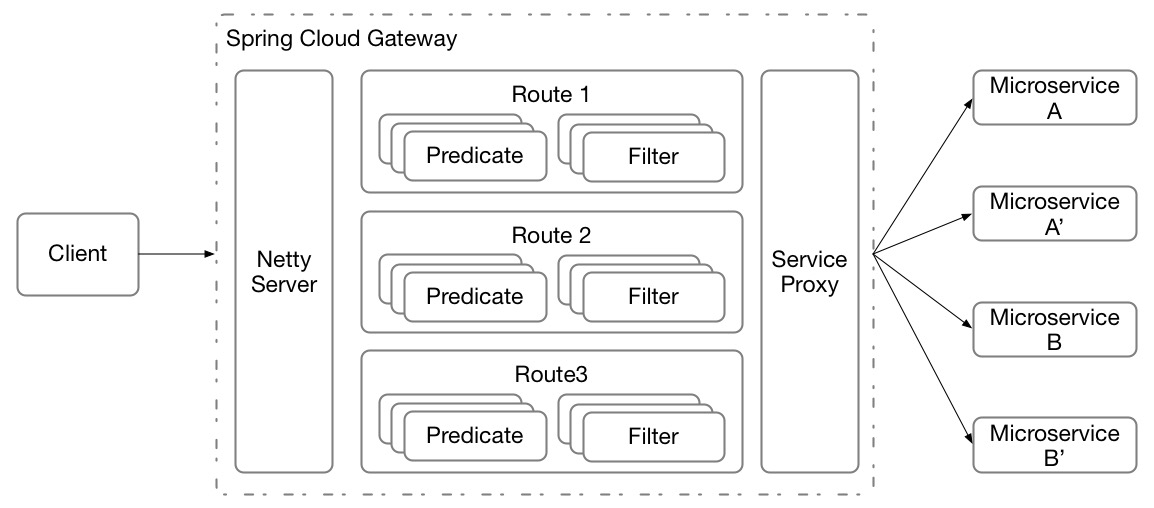 Spring Cloud Gateway
Client
Netty
Server
Route 1
Predicate
Filter
Route 2
Predicate
Filter
Route3
Predicate
Filter
Service
Proxy
Microservice
A
Microservice
A’
Microservice
B
Microservice
B’